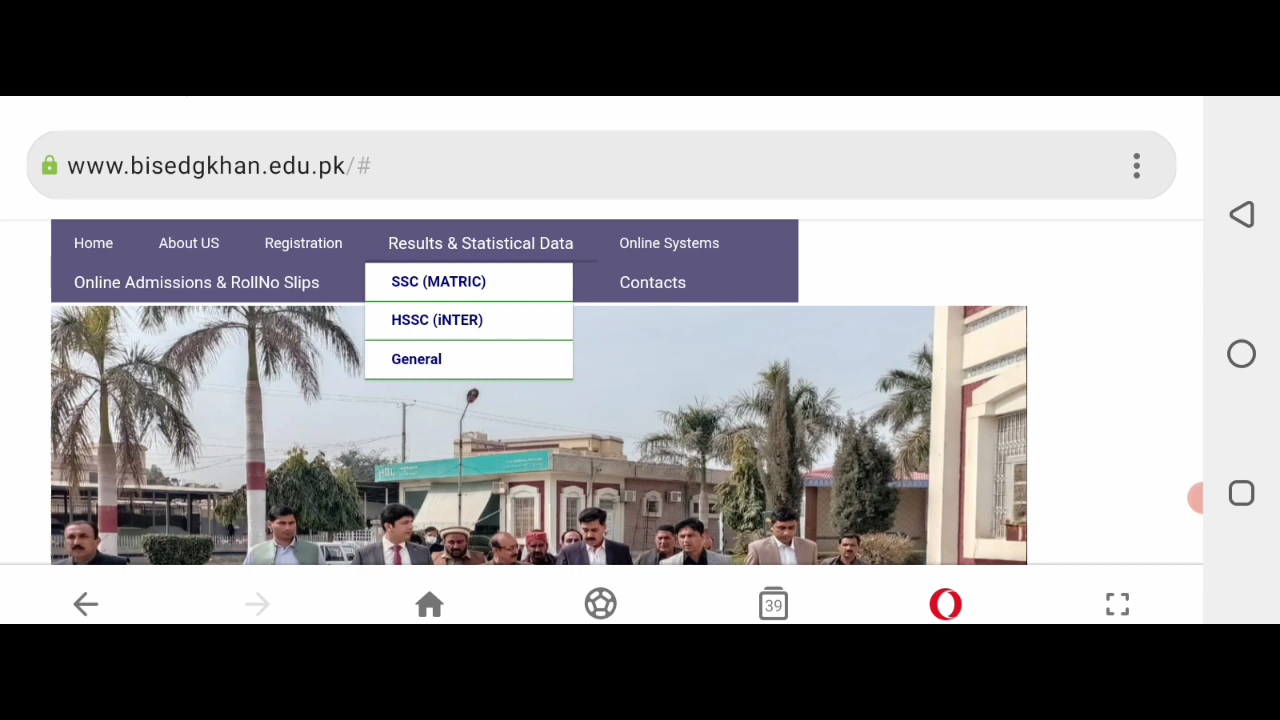 www.bisedgkhan.edu.pk/#
Home About US Registration Results & Statistical Data Online Systems
Online Admissions & RollNo Slips Contacts
SSC (MATRIC)
HSSC (iNTER)
General
HBL
39